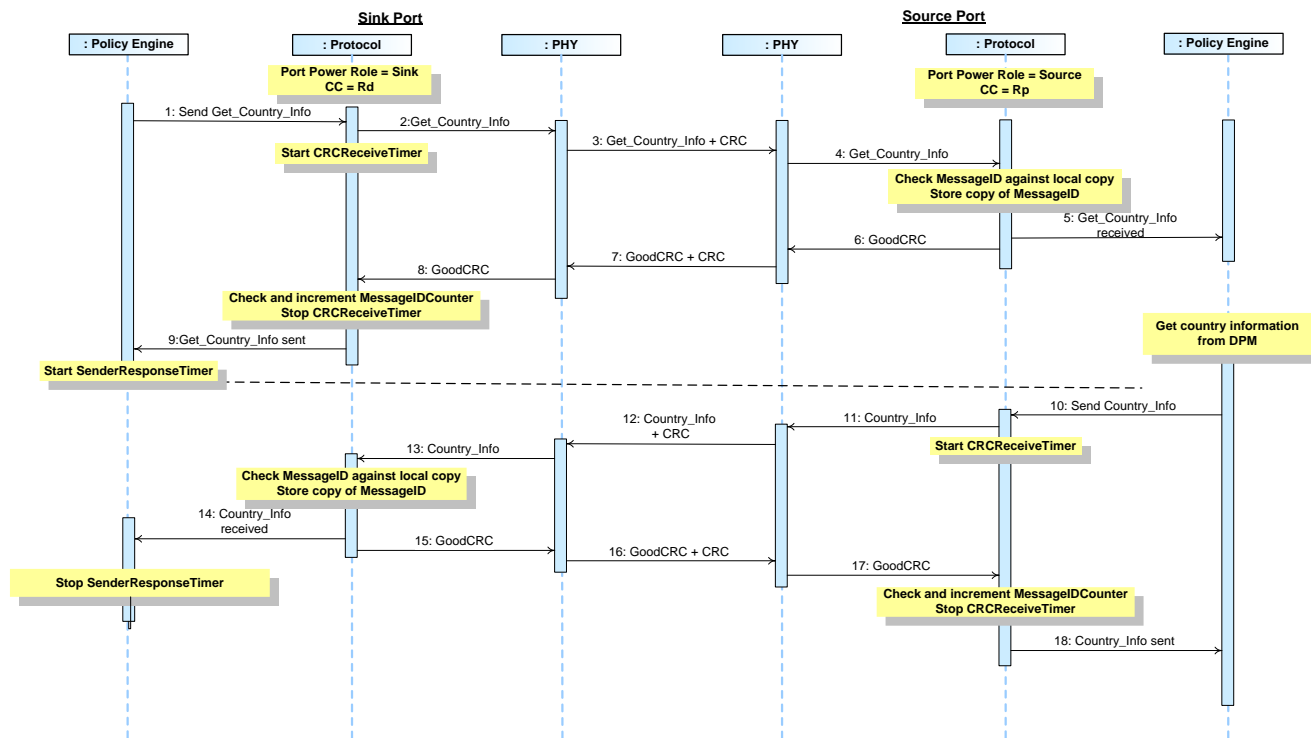 Sink Port
Source Port
: Policy Engine
: Protocol
: PHY
: PHY
: Protocol
: Policy Engine
Port Power Role = Sink
CC = Rd
Port Power Role = Source
CC = Rp
1: Send Get_Country_Info
2:Get_Country_Info
Start CRCReceiveTimer
3: Get_Country_Info + CRC
4: Get_Country_Info
Check MessageID against local copy
Store copy of MessageID
5: Get_Country_Info
received
6: GoodCRC
7: GoodCRC + CRC
8: GoodCRC
Check and increment MessageIDCounter
Stop CRCReceiveTimer
9:Get_Country_Info sent
Start SenderResponseTimer
Get country information
from DPM
10: Send Country_Info
11: Country_Info
Start CRCReceiveTimer
12: Country_Info
+ CRC
13: Country_Info
Check MessageID against local copy
Store copy of MessageID
14: Country_Info
received
15: GoodCRC
16: GoodCRC + CRC
17: GoodCRC
Stop SenderResponseTimer
Check and increment MessageIDCounter
Stop CRCReceiveTimer
18: Country_Info sent